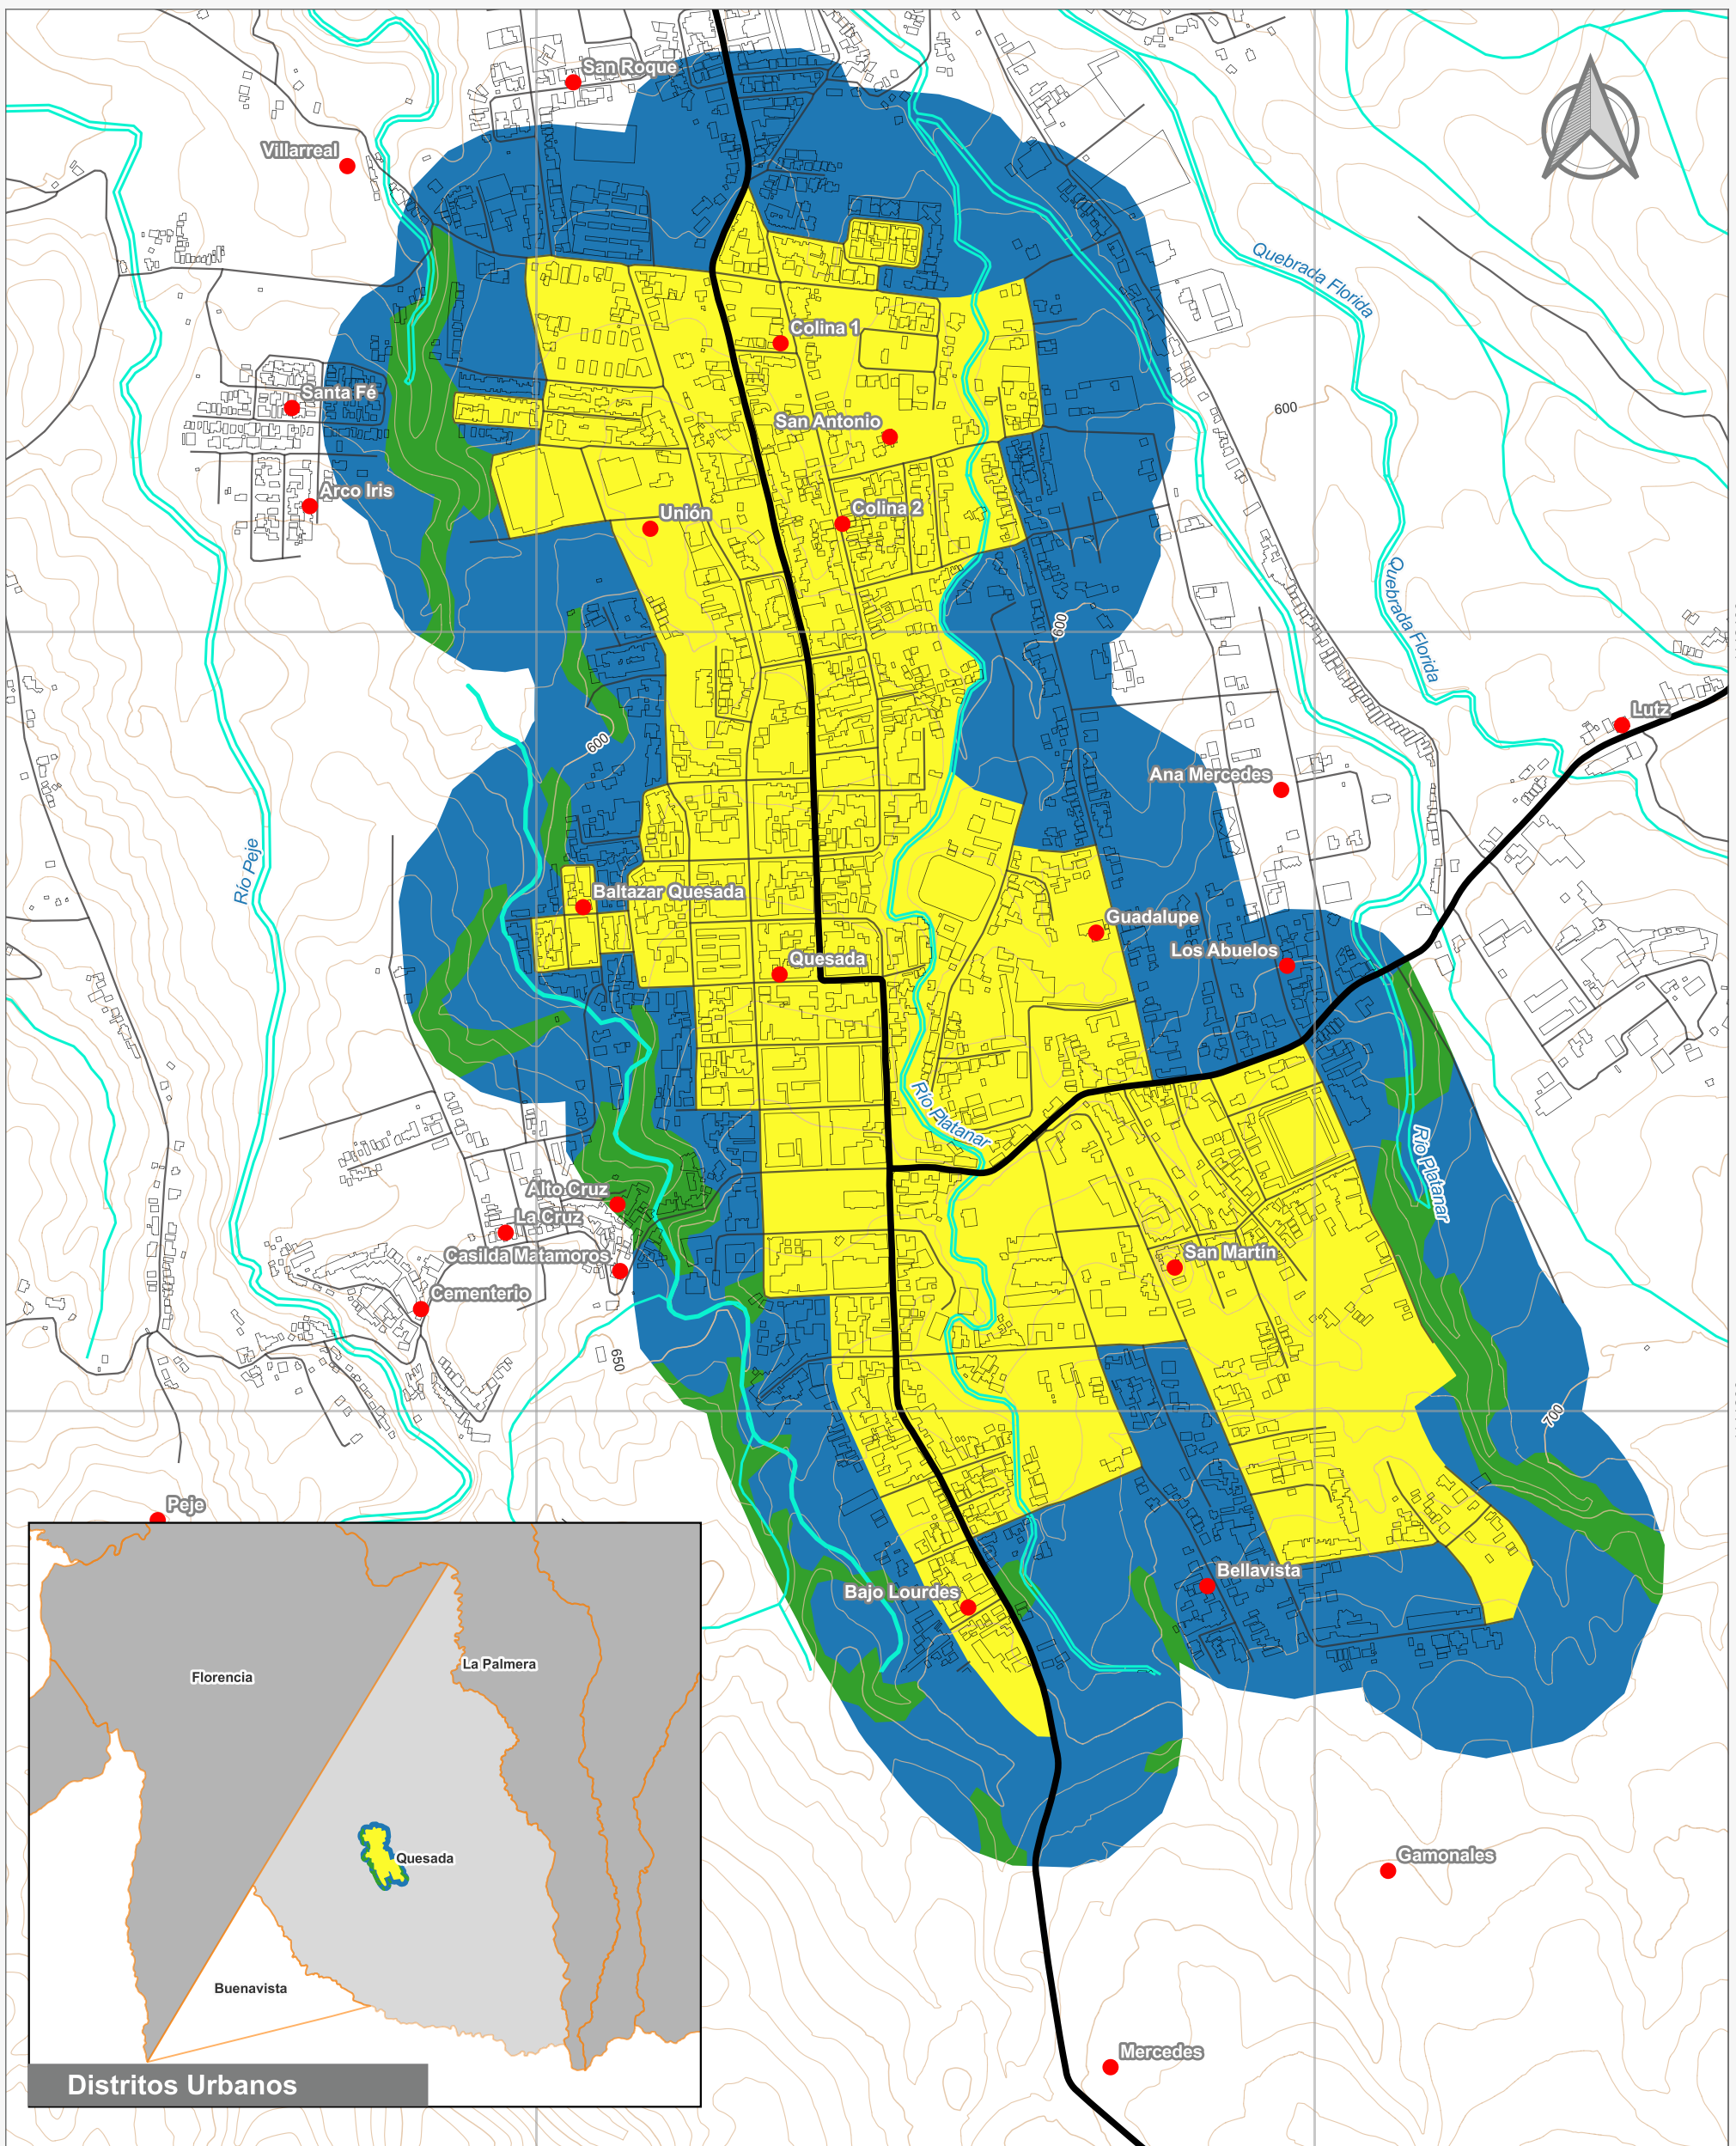 San Roque
Villarreal
Quebrada Florida
Colina 1
Santa Fé
600
San Antonio
Arco Iris
Colina 2
Unión
Quebrada Florida
600
Lutz
600
Ana Mercedes
Río Peje
Baltazar Quesada
Guadalupe
Los Abuelos
Quesada
Río Platanar
Río Platanar
Alto Cruz
La Cruz
Casilda Matamoros
San Martín
Cementerio
650
700
Peje
Bellavista
Bajo Lourdes
La Palmera
Florencia
Quesada
Gamonales
Buenavista
Mercedes
Distritos Urbanos